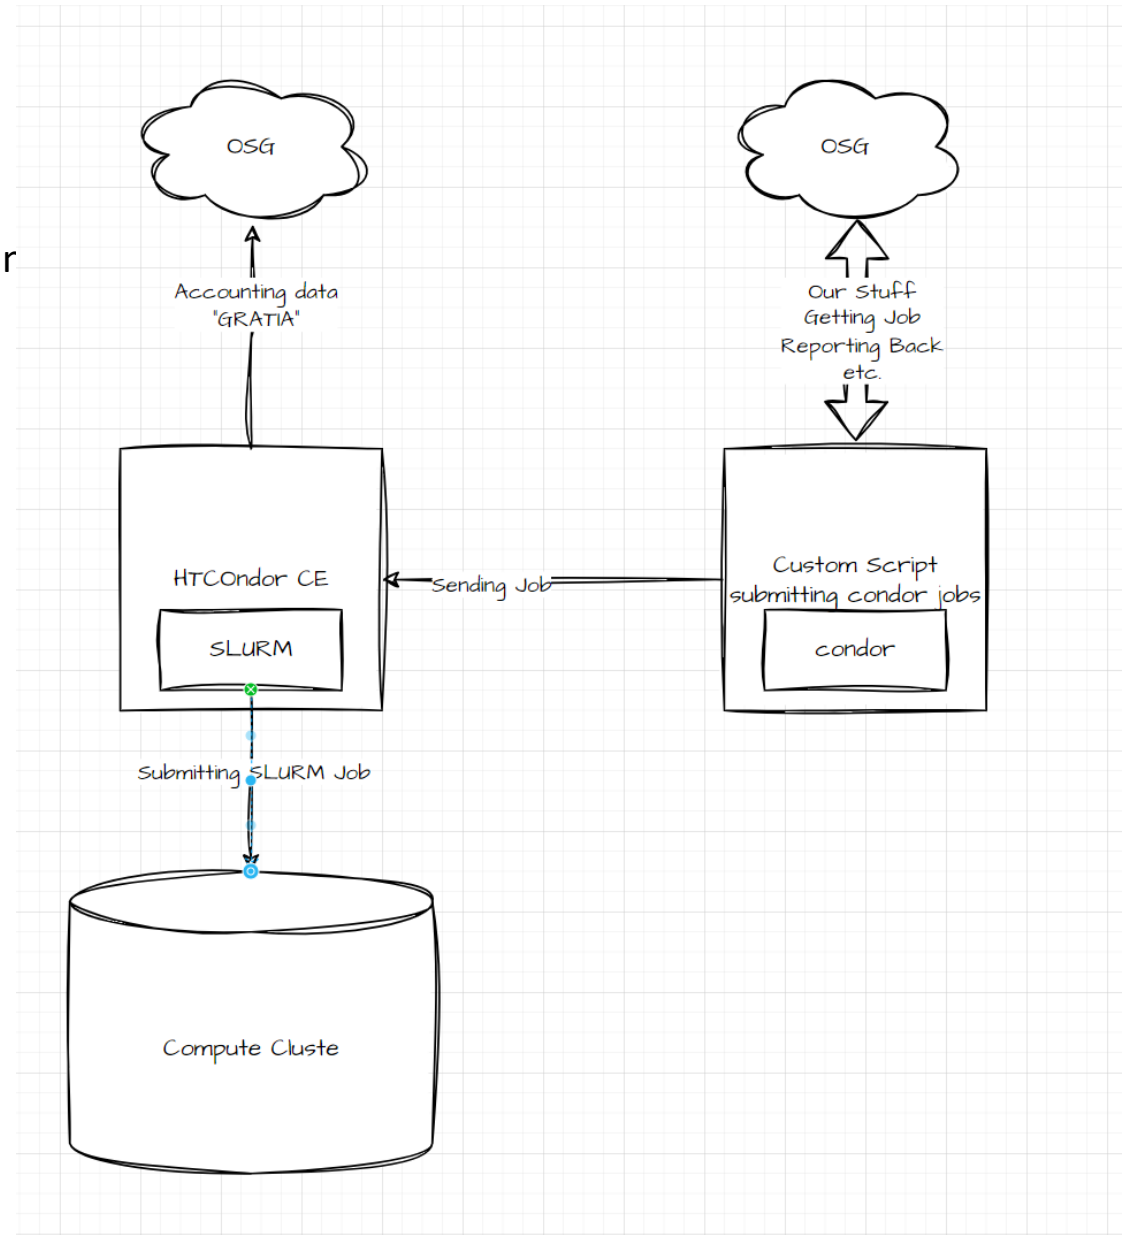 OSG
OSG
r
Accounting data
"GRATIA"
Our Stuff
Getting Job
Reporting Back
etc.
HTCOndor CE
SLURM
Sending Job
Custom Script
submitting condor jobs
condor
Submitting SLURM Job
Compute Cluste